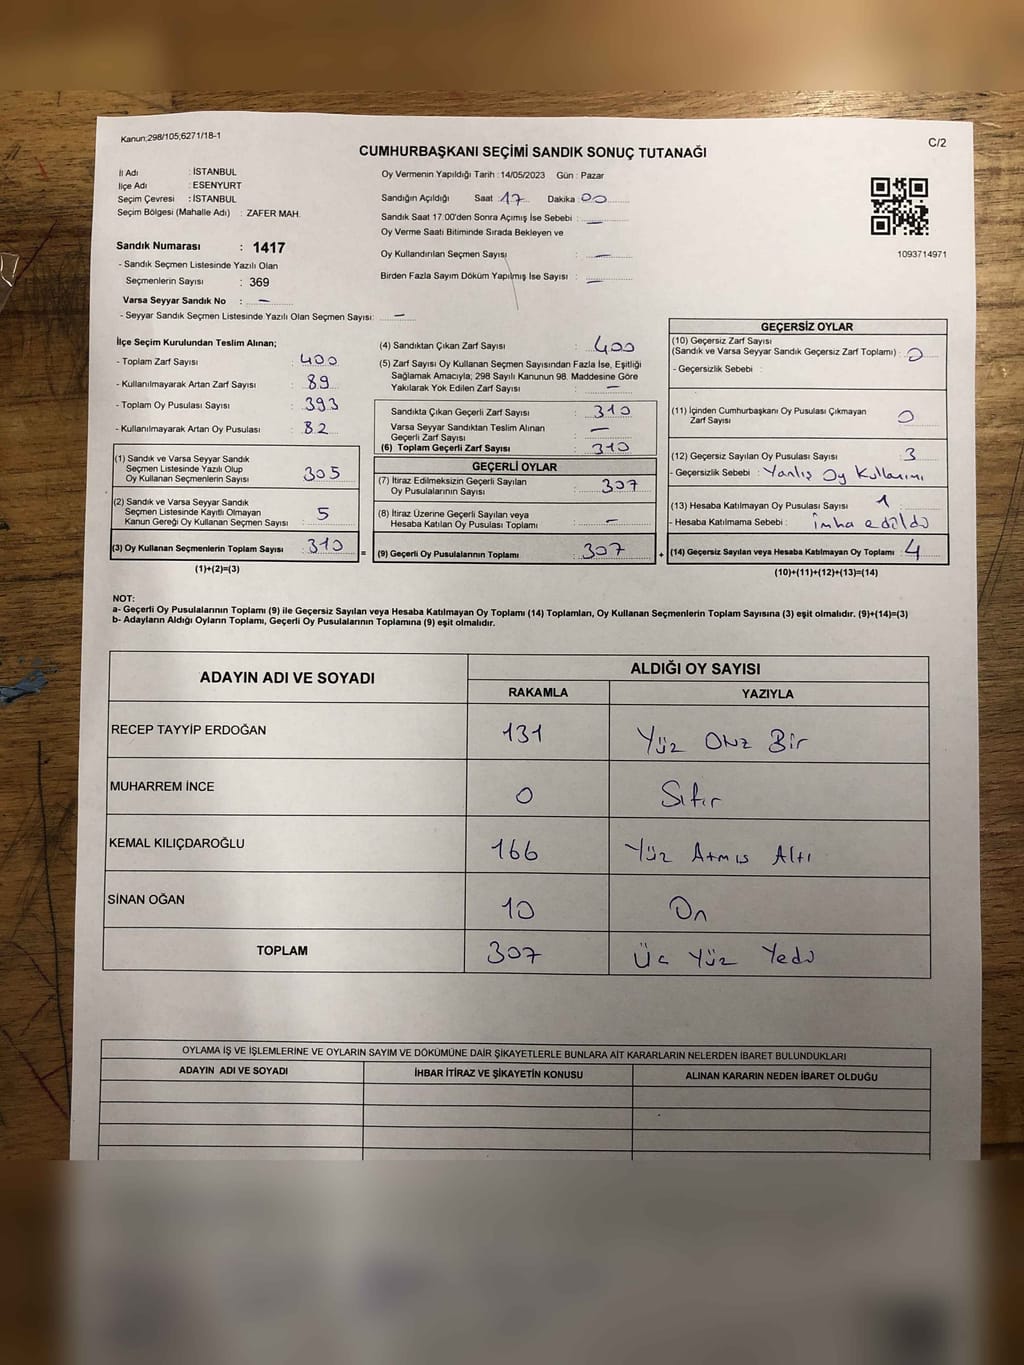 Kanun;298/105;6271/18-1
C/2
CUMHURBAŞKANI SEÇİMİ SANDIK SONUÇ TUTANAĞI
İl Adı : İSTANBUL
İlçe Adı : ESENYURT
Seçim Çevresi : İSTANBUL
Seçim Bölgesi (Mahalle Adı) : ZAFER MAH.
Oy Vermenin Yapıldığı Tarih : 14/05/2023 Gün : Pazar
Sandığın Açıldığı Saat 17 Dakika 00
Sandık Saat 17:00'den Sonra Açımış İse Sebebi : —
Oy Verme Saati Bitiminde Sırada Bekleyen ve
Oy Kullandırılan Seçmen Sayısı : —
Birden Fazla Sayım Döküm Yapılmış İse Sayısı : —
1093714971
Sandık Numarası : 1417
- Sandık Seçmen Listesinde Yazılı Olan
Seçmenlerin Sayısı : 369
Varsa Seyyar Sandık No : —
- Seyyar Sandık Seçmen Listesinde Yazılı Olan Seçmen Sayısı: —
İlçe Seçim Kurulundan Teslim Alınan;
- Toplam Zarf Sayısı : 400
- Kullanılmayarak Artan Zarf Sayısı : 89
- Toplam Oy Pusulası Sayısı : 393
- Kullanılmayarak Artan Oy Pusulası : 82
(1) Sandık ve Varsa Seyyar Sandık
Seçmen Listesinde Yazılı Olup
Oy Kullanan Seçmenlerin Sayısı : 305
(2) Sandık ve Varsa Seyyar Sandık
Seçmen Listesinde Kayıtlı Olmayan
Kanun Gereği Oy Kullanan Seçmen Sayısı : 5
(3) Oy Kullanan Seçmenlerin Toplam Sayısı : 310 =
(1)+(2)=(3)
(4) Sandıktan Çıkan Zarf Sayısı : 400
(5) Zarf Sayısı Oy Kullanan Seçmen Sayısından Fazla İse, Eşitliği
Sağlamak Amacıyla; 298 Sayılı Kanunun 98. Maddesine Göre
Yakılarak Yok Edilen Zarf Sayısı : —
Sandıkta Çıkan Geçerli Zarf Sayısı : 310
Varsa Seyyar Sandıktan Teslim Alınan
Geçerli Zarf Sayısı : —
(6) Toplam Geçerli Zarf Sayısı : 310
GEÇERLİ OYLAR
(7) İtiraz Edilmeksizin Geçerli Sayılan
Oy Pusulalarının Sayısı : 307
(8) İtiraz Üzerine Geçerli Sayılan veya
Hesaba Katılan Oy Pusulası Toplamı : —
(9) Geçerli Oy Pusulalarının Toplamı : 307 +
GEÇERSİZ OYLAR
(10) Geçersiz Zarf Sayısı
(Sandık ve Varsa Seyyar Sandık Geçersiz Zarf Toplamı) : 0
- Geçersizlik Sebebi :
(11) İçinden Cumhurbaşkanı Oy Pusulası Çıkmayan
Zarf Sayısı : 0
(12) Geçersiz Sayılan Oy Pusulası Sayısı : 3
- Geçersizlik Sebebi : Yanlış Oy Kullanımı
(13) Hesaba Katılmayan Oy Pusulası Sayısı : 1
- Hesaba Katılmama Sebebi : imha edildi
(14) Geçersiz Sayılan veya Hesaba Katılmayan Oy Toplamı : 4
(10)+(11)+(12)+(13)=(14)
NOT:
a- Geçerli Oy Pusulalarının Toplamı (9) ile Geçersiz Sayılan veya Hesaba Katılmayan Oy Toplamı (14) Toplamları, Oy Kullanan Seçmenlerin Toplam Sayısına (3) eşit olmalıdır. (9)+(14)=(3)
b- Adayların Aldığı Oyların Toplamı, Geçerli Oy Pusulalarının Toplamına (9) eşit olmalıdır.
ADAYIN ADI VE SOYADI
ALDIĞI OY SAYISI
RAKAMLA YAZIYLA
RECEP TAYYİP ERDOĞAN 131 Yüz Otuz Bir
MUHARREM İNCE 0 Sıfır
KEMAL KILIÇDAROĞLU 166 Yüz Atmıs Altı
SİNAN OĞAN 10 On
TOPLAM 307 Üc Yüz Yedi
OYLAMA İŞ VE İŞLEMLERİNE VE OYLARIN SAYIM VE DÖKÜMÜNE DAİR ŞİKAYETLERLE BUNLARA AİT KARARLARIN NELERDEN İBARET BULUNDUKLARI
ADAYIN ADI VE SOYADI İHBAR İTİRAZ VE ŞİKAYETİN KONUSU ALINAN KARARIN NEDEN İBARET OLDUĞU